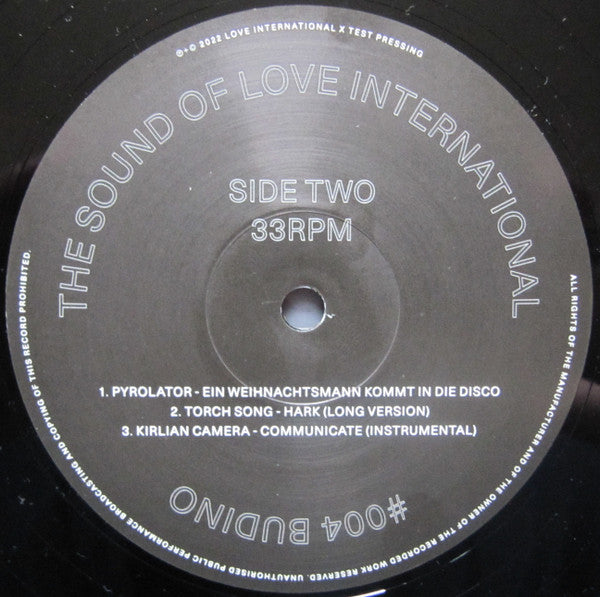 ℗+© 2022 LOVE INTERNATIONAL X TEST PRESSING
THE SOUND OF LOVE INTERNATIONAL
SIDE TWO
33RPM
1. PYROLATOR - EIN WEIHNACHTSMANN KOMMT IN DIE DISCO
2. TORCH SONG - HARK (LONG VERSION)
3. KIRLIAN CAMERA - COMMUNICATE (INSTRUMENTAL)
#004 BUDINO
ALL RIGHTS OF THE MANUFACTURER AND OF THE OWNER OF THE RECORDED WORK RESERVED. UNAUTHORISED PUBLIC PERFORMANCE BROADCASTING AND COPYING OF THIS RECORD PROHIBITED.